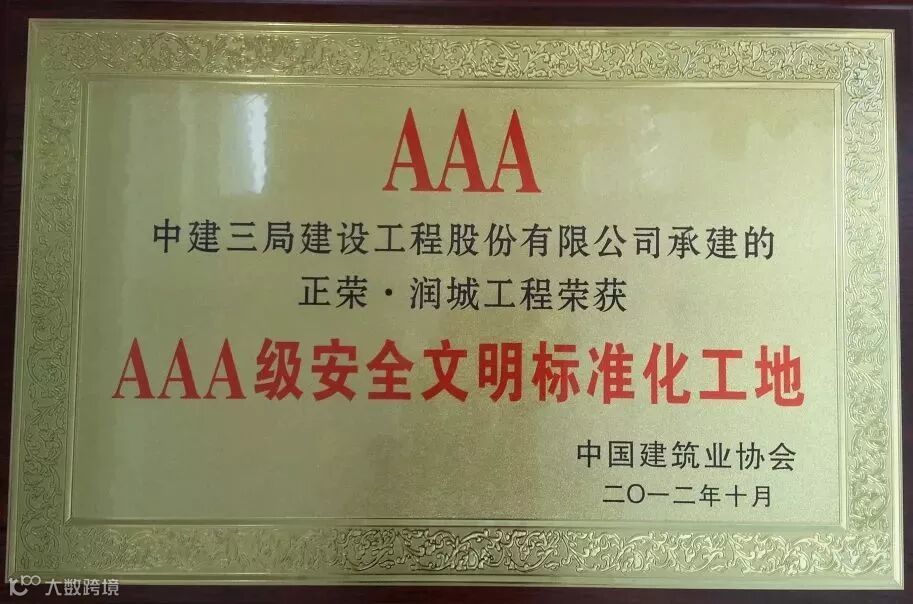 AAA
中建三局建设工程股份有限公司承建的
正荣·润城工程荣获
AAA级安全文明标准化工地
中国建筑业协会
二〇一二年十月
大数跨境